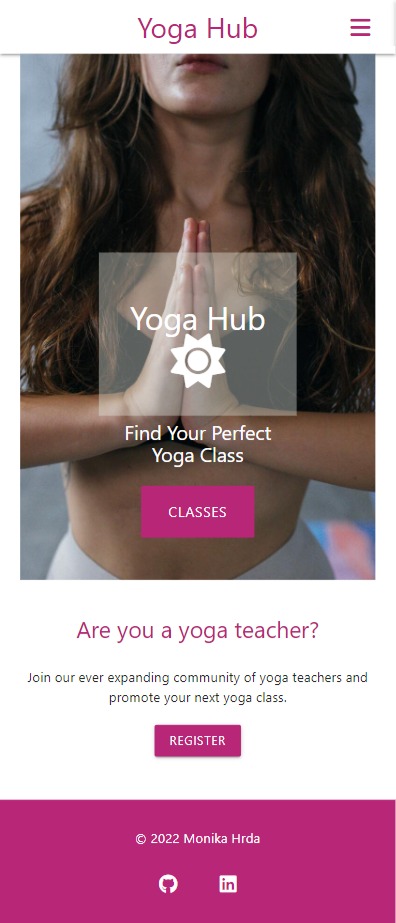 Yoga Hub
Yoga Hub
Find Your Perfect
Yoga Class
CLASSES
Are you a yoga teacher?
Join our ever expanding community of yoga teachers and
promote your next yoga class.
REGISTER
© 2022 Monika Hrda